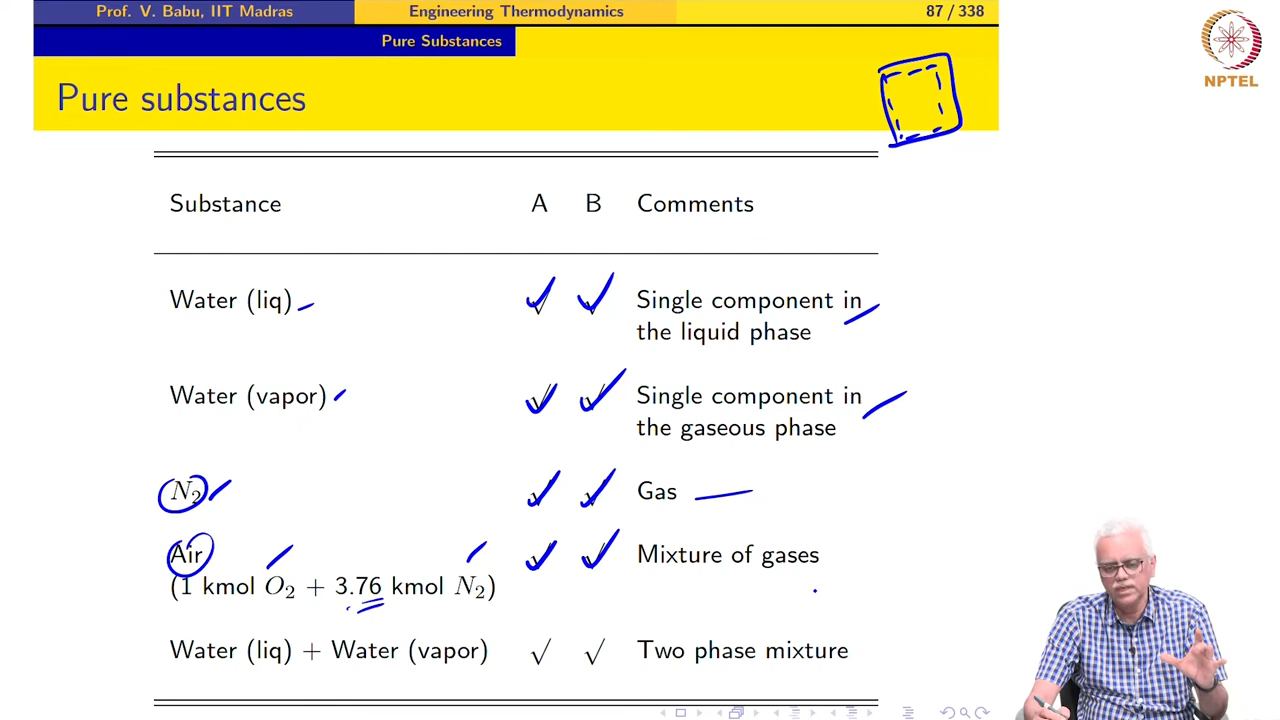 Prof. V. Babu, IIT Madras Engineering Thermodynamics 87 / 338
Pure Substances
NPTEL
Pure substances
Substance A B Comments
Water (liq) √ √ Single component in
the liquid phase
Water (vapor) √ √ Single component in
the gaseous phase
N₂ √ √ Gas
Air √ √ Mixture of gases
(1 kmol O₂ + 3.76 kmol N₂)
Water (liq) + Water (vapor) √ √ Two phase mixture